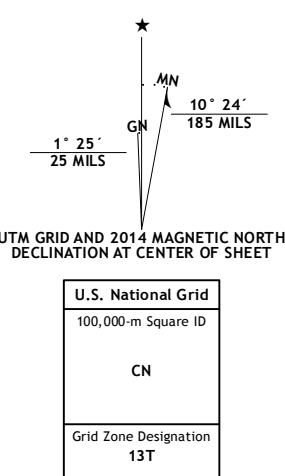 ★
MN
10° 24´
185 MILS
GN
1° 25´
25 MILS
UTM GRID AND 2014 MAGNETIC NORTH
DECLINATION AT CENTER OF SHEET
U.S. National Grid
100,000-m Square ID
CN
Grid Zone Designation
13T